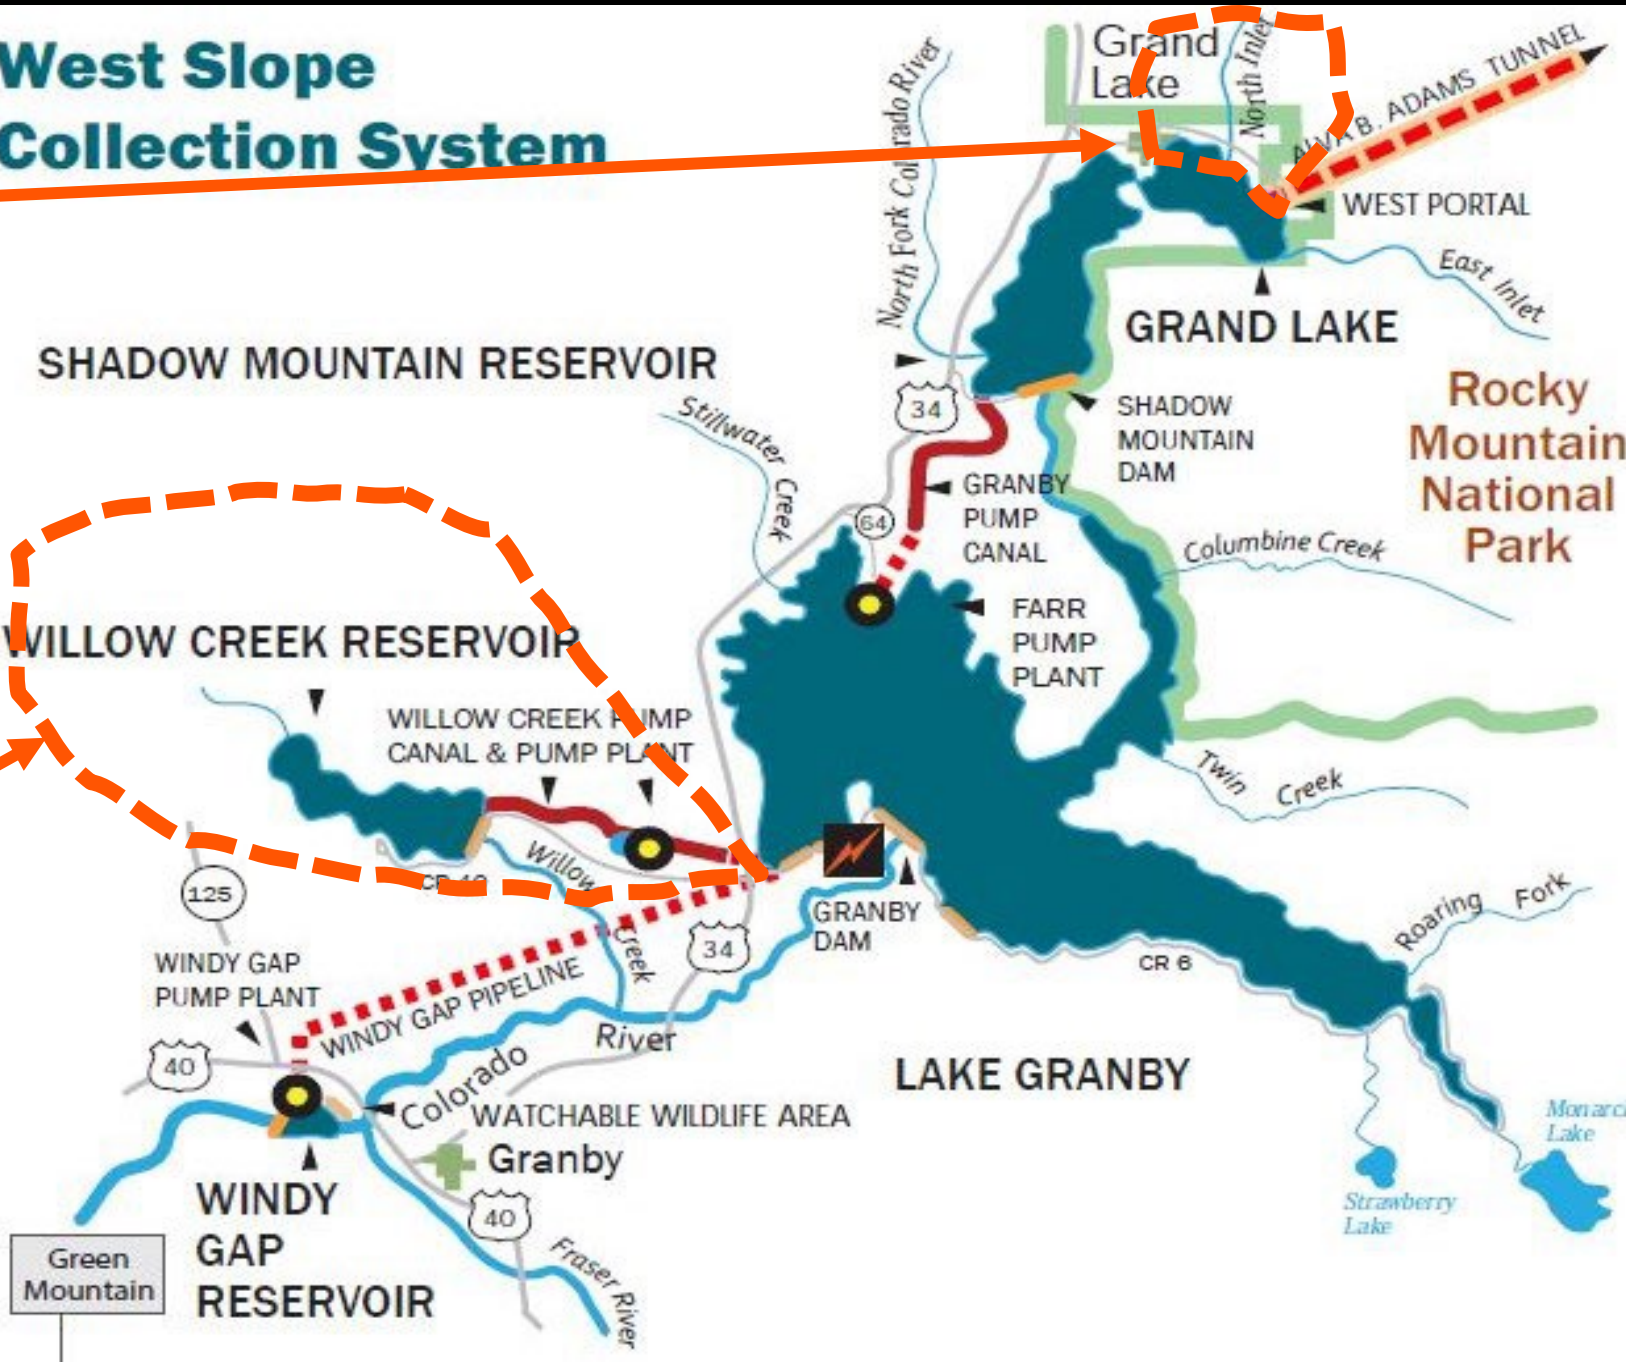 West Slope
Collection System
Grand
Lake
North Inlet
ALVA B. ADAMS TUNNEL
North Fork Colorado River
WEST PORTAL
East Inlet
GRAND LAKE
SHADOW MOUNTAIN RESERVOIR
Rocky
Mountain
National
Park
34
SHADOW
MOUNTAIN
DAM
Stillwater Creek
GRANBY
PUMP
CANAL
64
Columbine Creek
FARR
PUMP
PLANT
WILLOW CREEK RESERVOIR
WILLOW CREEK PUMP
CANAL & PUMP PLANT
Twin Creek
Willow Creek
CR 40
125
GRANBY
DAM
34
Roaring Fork
CR 6
WINDY GAP
PUMP PLANT
WINDY GAP PIPELINE
40
Colorado River
LAKE GRANBY
WATCHABLE WILDLIFE AREA
Granby
Monarch
Lake
Strawberry
Lake
WINDY
GAP
RESERVOIR
40
Fraser River
Green
Mountain